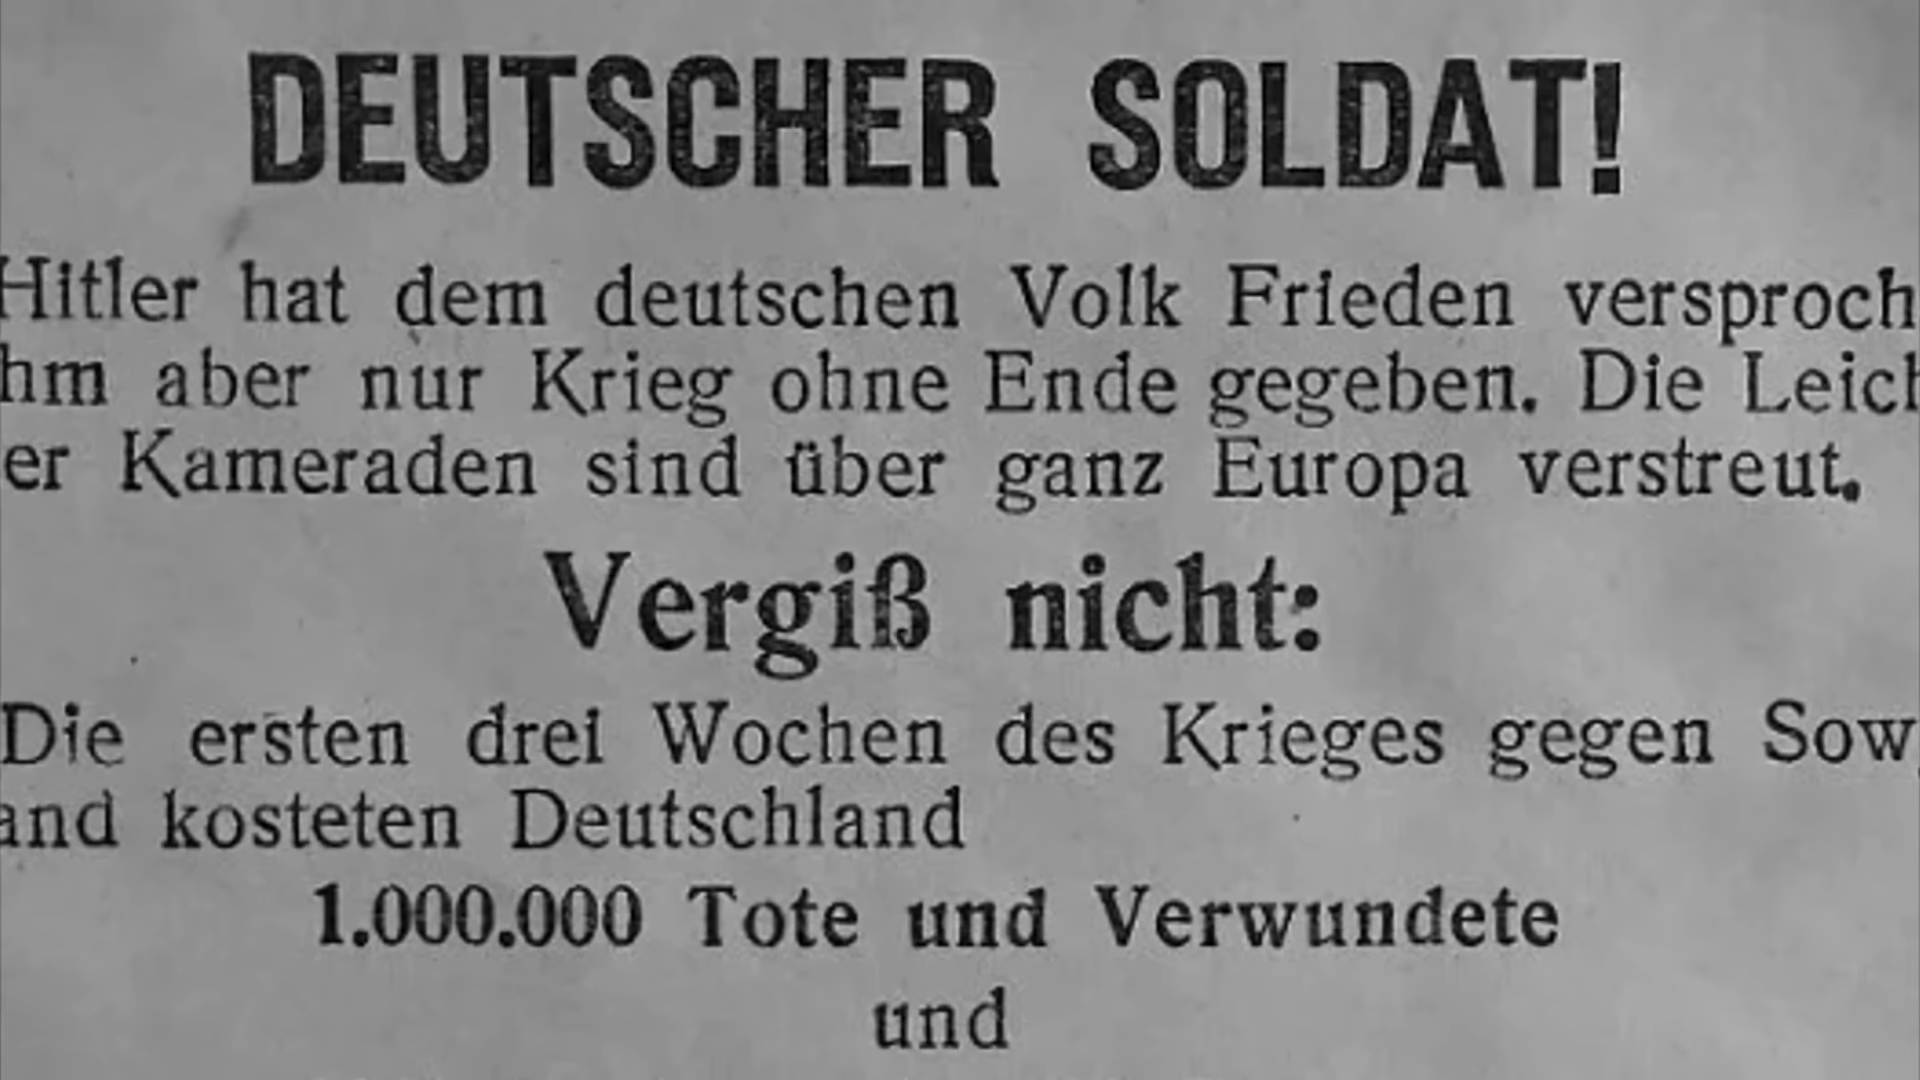 DEUTSCHER SOLDAT!
Hitler hat dem deutschen Volk Frieden versproch
hm aber nur Krieg ohne Ende gegeben. Die Leich
er Kameraden sind über ganz Europa verstreut.
Vergiß nicht:
Die ersten drei Wochen des Krieges gegen Sow
and kosteten Deutschland
1.000.000 Tote und Verwundete
und